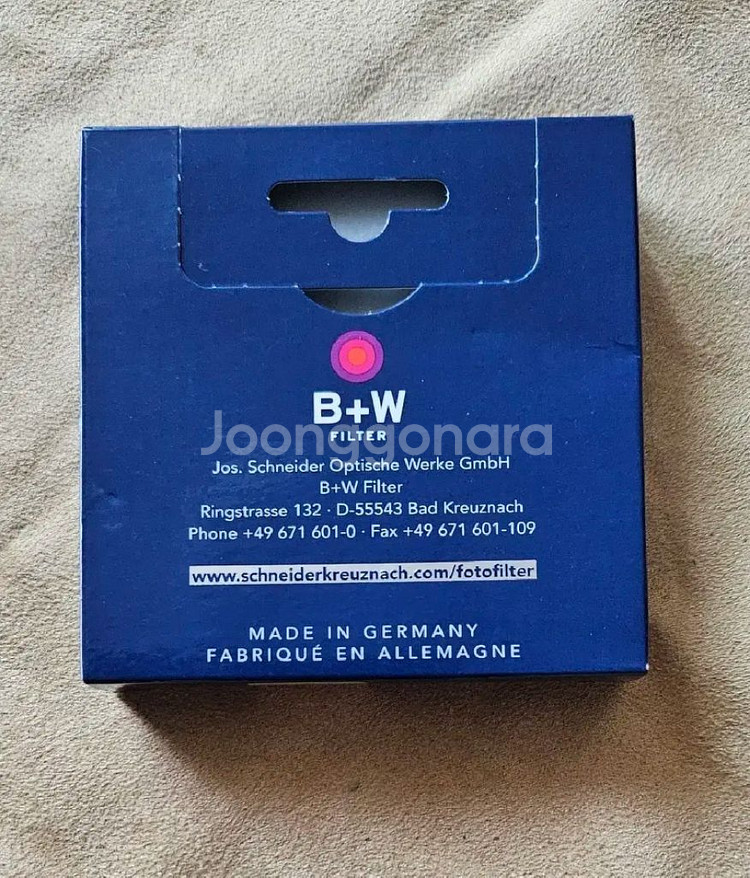 B+W
FILTER
Joonggonara
Jos. Schneider Optische Werke GmbH
B+W Filter
Ringstrasse 132 · D-55543 Bad Kreuznach
Phone +49 671 601-0 · Fax +49 671 601-109
www.schneiderkreuznach.com/fotofilter
MADE IN GERMANY
FABRIQUÉ EN ALLEMAGNE